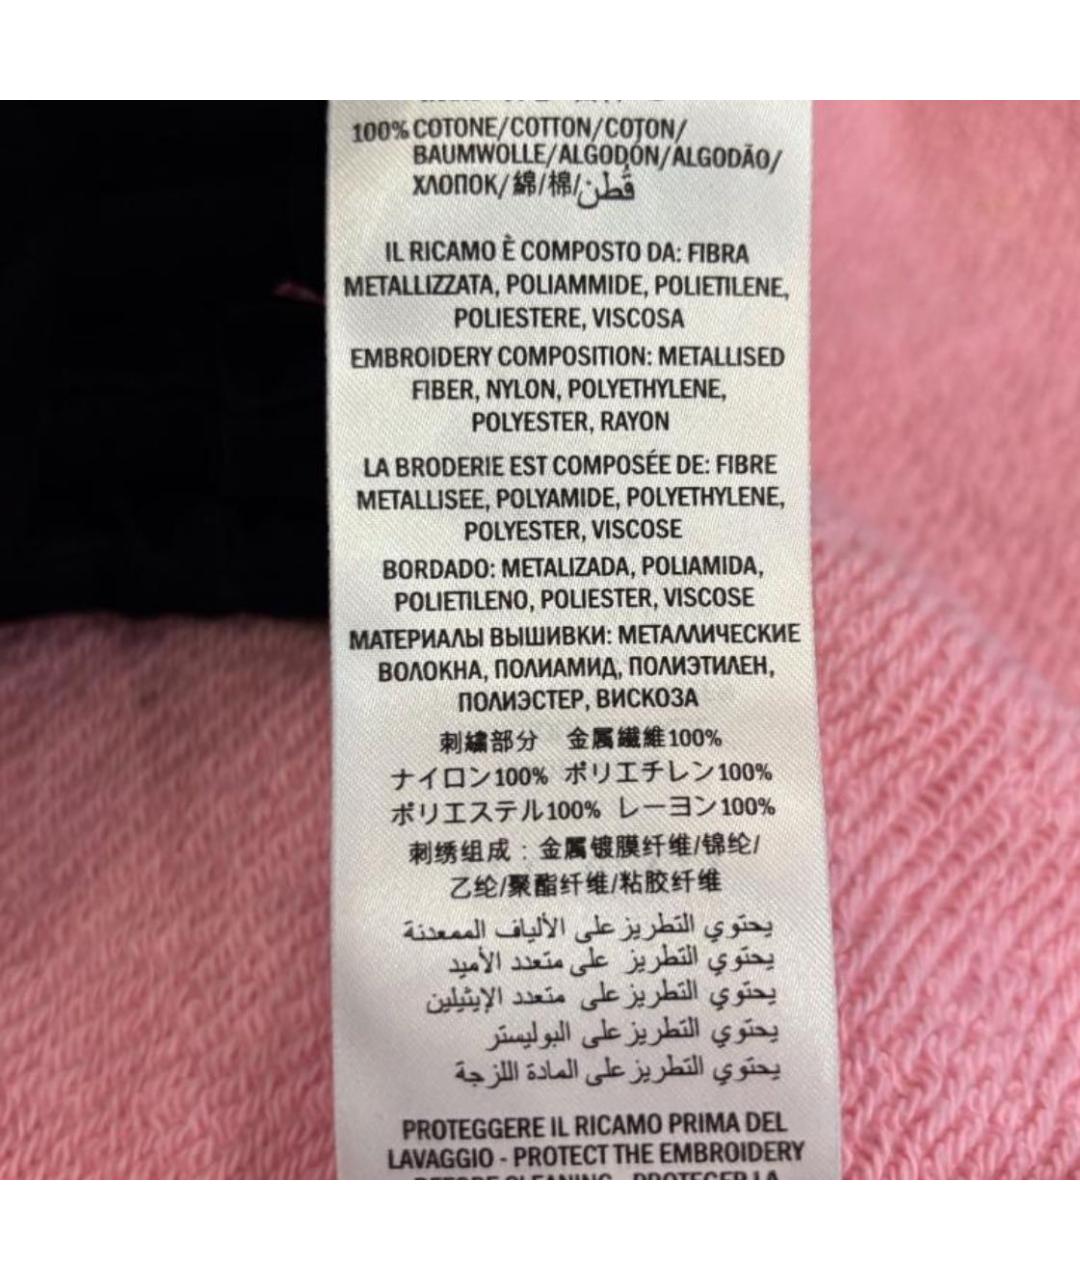 100% COTONE/COTTON/COTON/
BAUMWOLLE/ALGODÓN/ALGODÃO/
ХЛОПОК/綿/棉/قطن
IL RICAMO È COMPOSTO DA: FIBRA
METALLIZZATA, POLIAMMIDE, POLIETILENE,
POLIESTERE, VISCOSA
EMBROIDERY COMPOSITION: METALLISED
FIBER, NYLON, POLYETHYLENE,
POLYESTER, RAYON
LA BRODERIE EST COMPOSÉE DE: FIBRE
METALLISEE, POLYAMIDE, POLYETHYLENE,
POLYESTER, VISCOSE
BORDADO: METALIZADA, POLIAMIDA,
POLIETILENO, POLIESTER, VISCOSE
МАТЕРИАЛЫ ВЫШИВКИ: МЕТАЛЛИЧЕСКИЕ
ВОЛОКНА, ПОЛИАМИД, ПОЛИЭТИЛЕН,
ПОЛИЭСТЕР, ВИСКОЗА
刺繍部分 金属繊維100%
ナイロン100% ポリエチレン100%
ポリエステル100% レーヨン100%
刺绣组成：金属镀膜纤维/锦纶/
乙纶/聚酯纤维/粘胶纤维
يحتوي التطريز على الألياف الممعدنة
يحتوي التطريز على متعدد الأميد
يحتوي التطريز على متعدد الإيثيلين
يحتوي التطريز على البوليستر
يحتوي التطريز على المادة اللزجة
PROTEGGERE IL RICAMO PRIMA DEL
LAVAGGIO - PROTECT THE EMBROIDERY
BEFORE CLEANING - PROTEGER LA